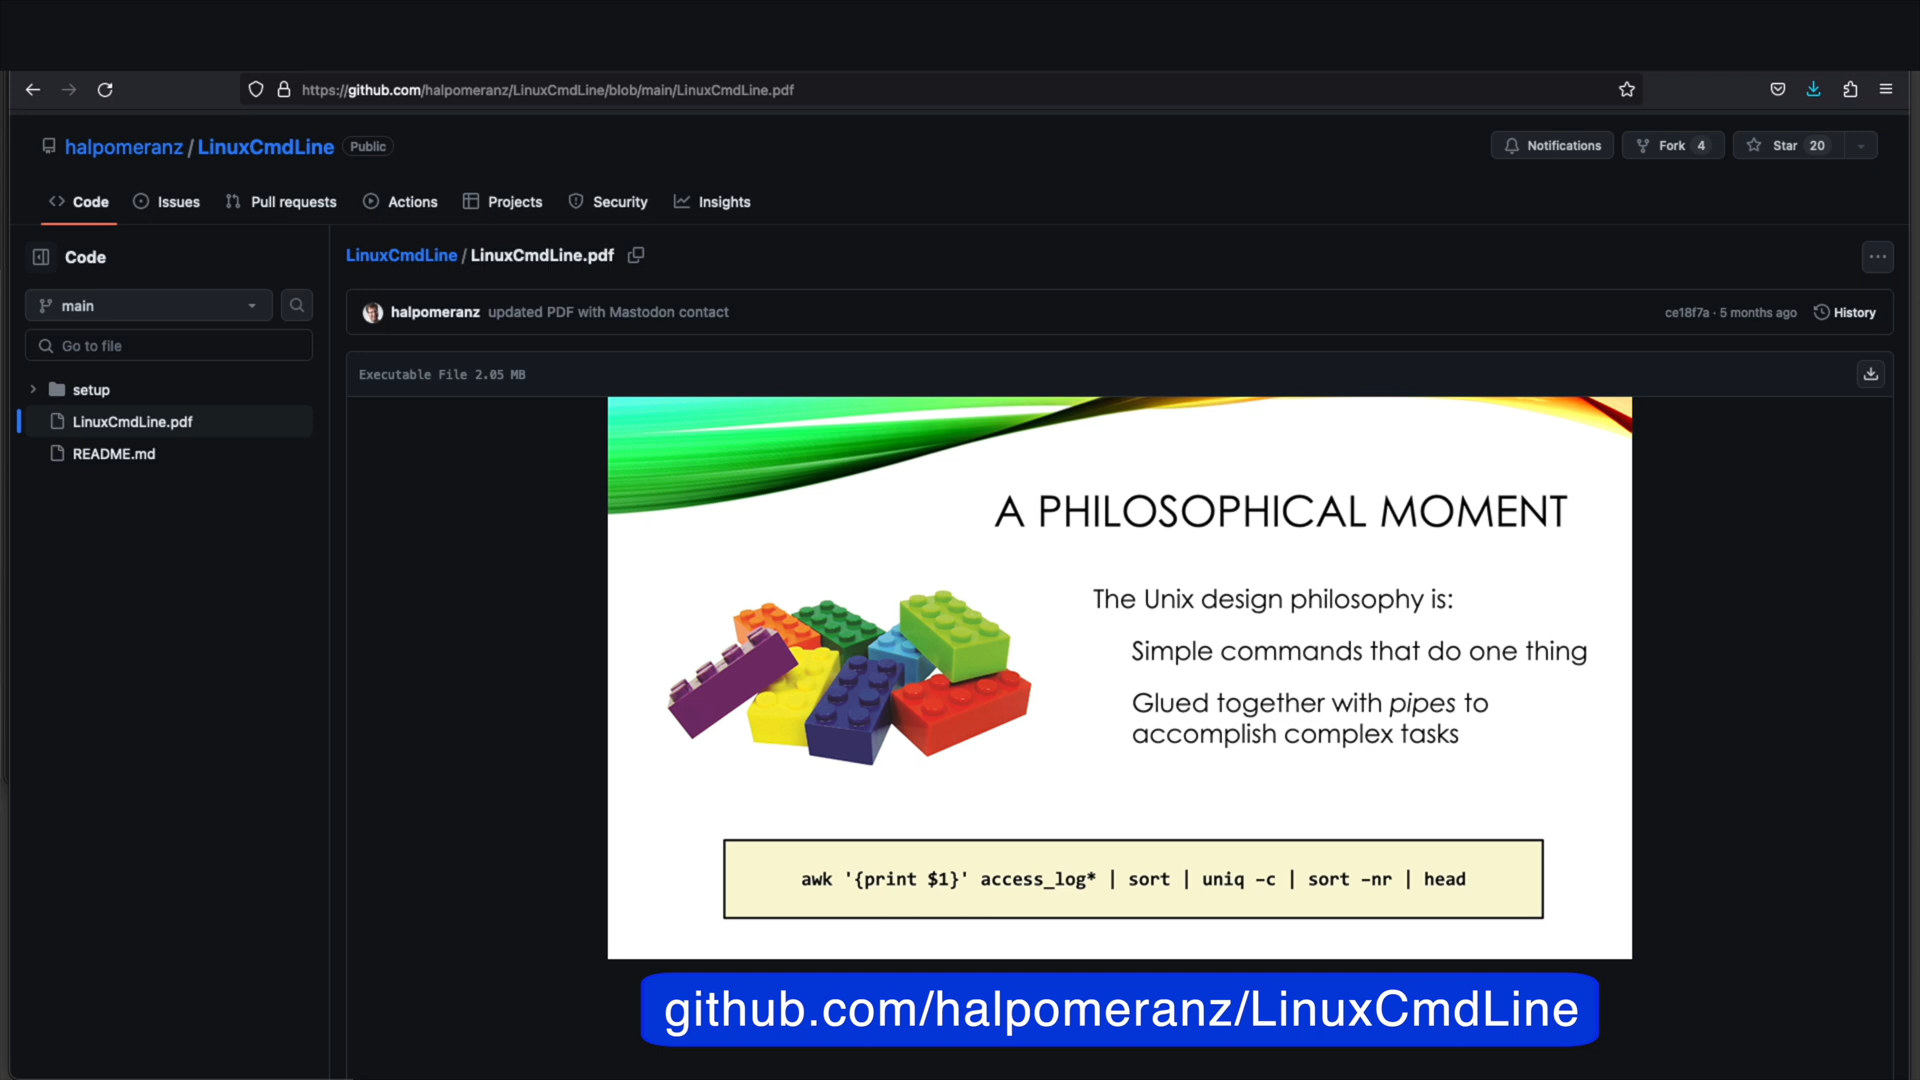 https://github.com/halpomeranz/LinuxCmdLine/blob/main/LinuxCmdLine.pdf
halpomeranz / LinuxCmdLine Public
Notifications Fork 4 Star 20
Code Issues Pull requests Actions Projects Security Insights
Code
LinuxCmdLine / LinuxCmdLine.pdf
main
halpomeranz updated PDF with Mastodon contact ce18f7a · 5 months ago History
Go to file
Executable File 2.05 MB
setup
LinuxCmdLine.pdf
README.md
A PHILOSOPHICAL MOMENT
The Unix design philosophy is:
Simple commands that do one thing
Glued together with pipes to
accomplish complex tasks
awk '{print $1}' access_log* | sort | uniq -c | sort -nr | head
github.com/halpomeranz/LinuxCmdLine